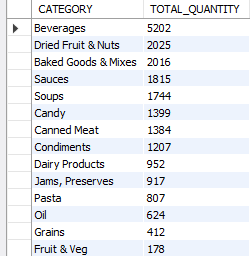 CATEGORY TOTAL_QUANTITY
Beverages 5202
Dried Fruit & Nuts 2025
Baked Goods & Mixes 2016
Sauces 1815
Soups 1744
Candy 1399
Canned Meat 1384
Condiments 1207
Dairy Products 952
Jams, Preserves 917
Pasta 807
Oil 624
Grains 412
Fruit & Veg 178